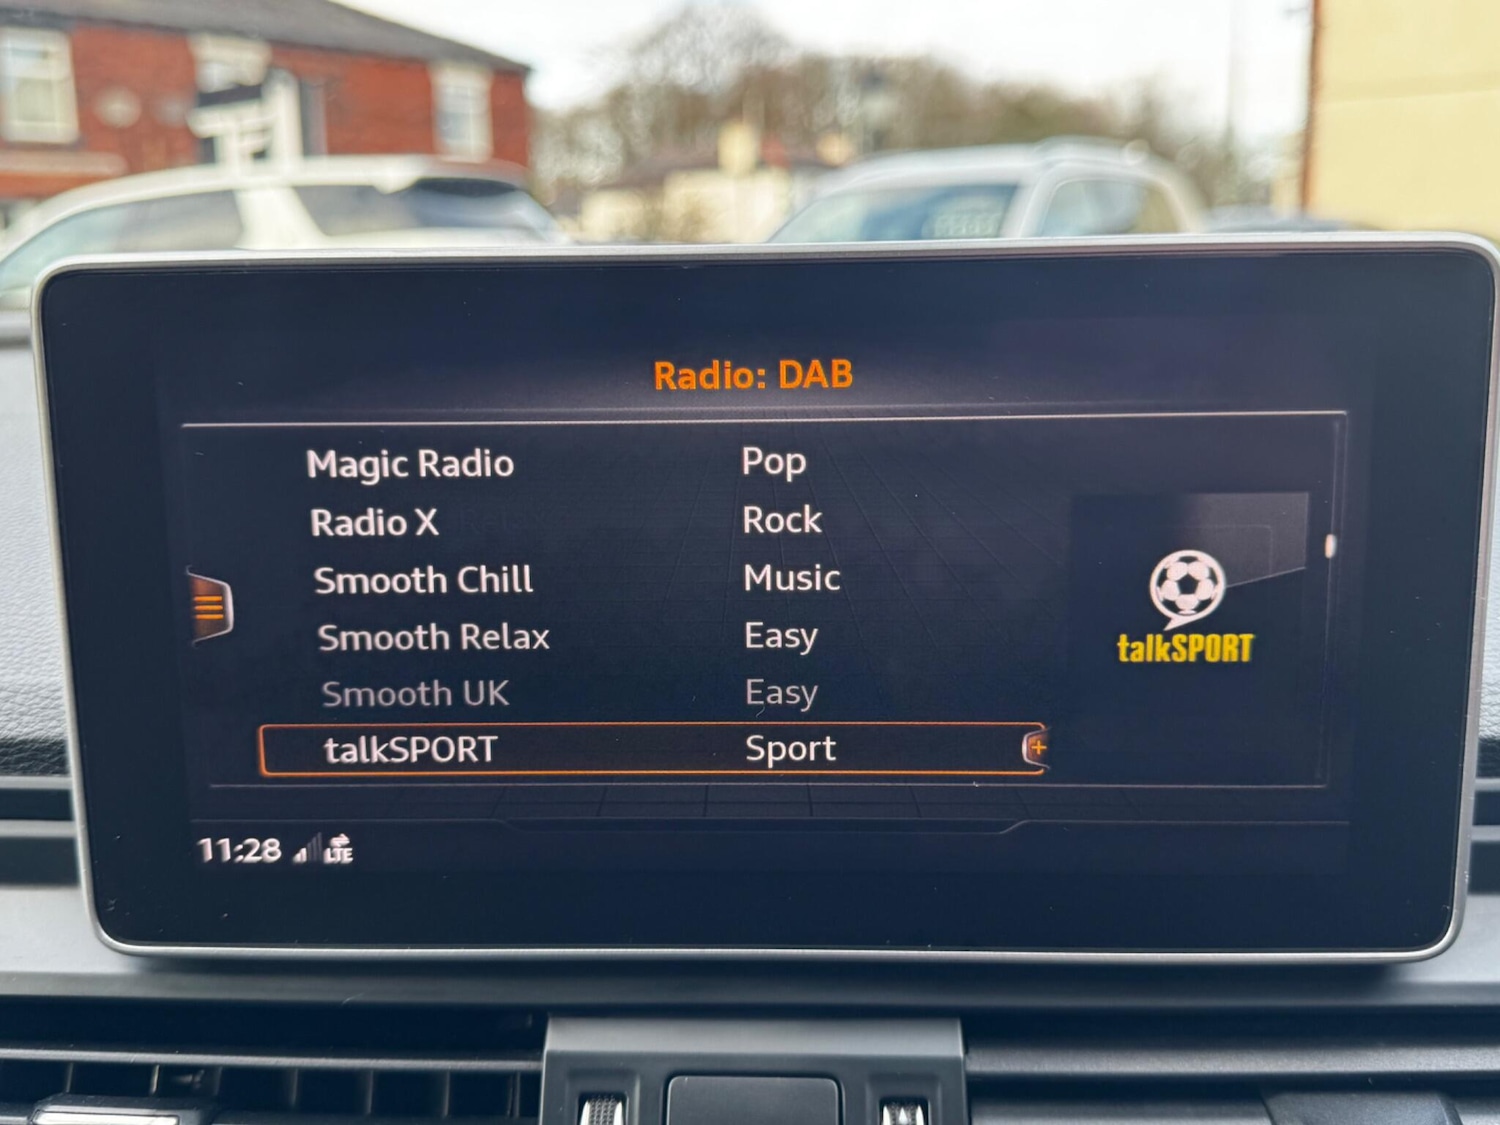 Radio: DAB
Magic Radio Pop
Radio X Rock
Smooth Chill Music
Smooth Relax Easy
Smooth UK Easy
talkSPORT Sport +
talkSPORT
11:28 LTE